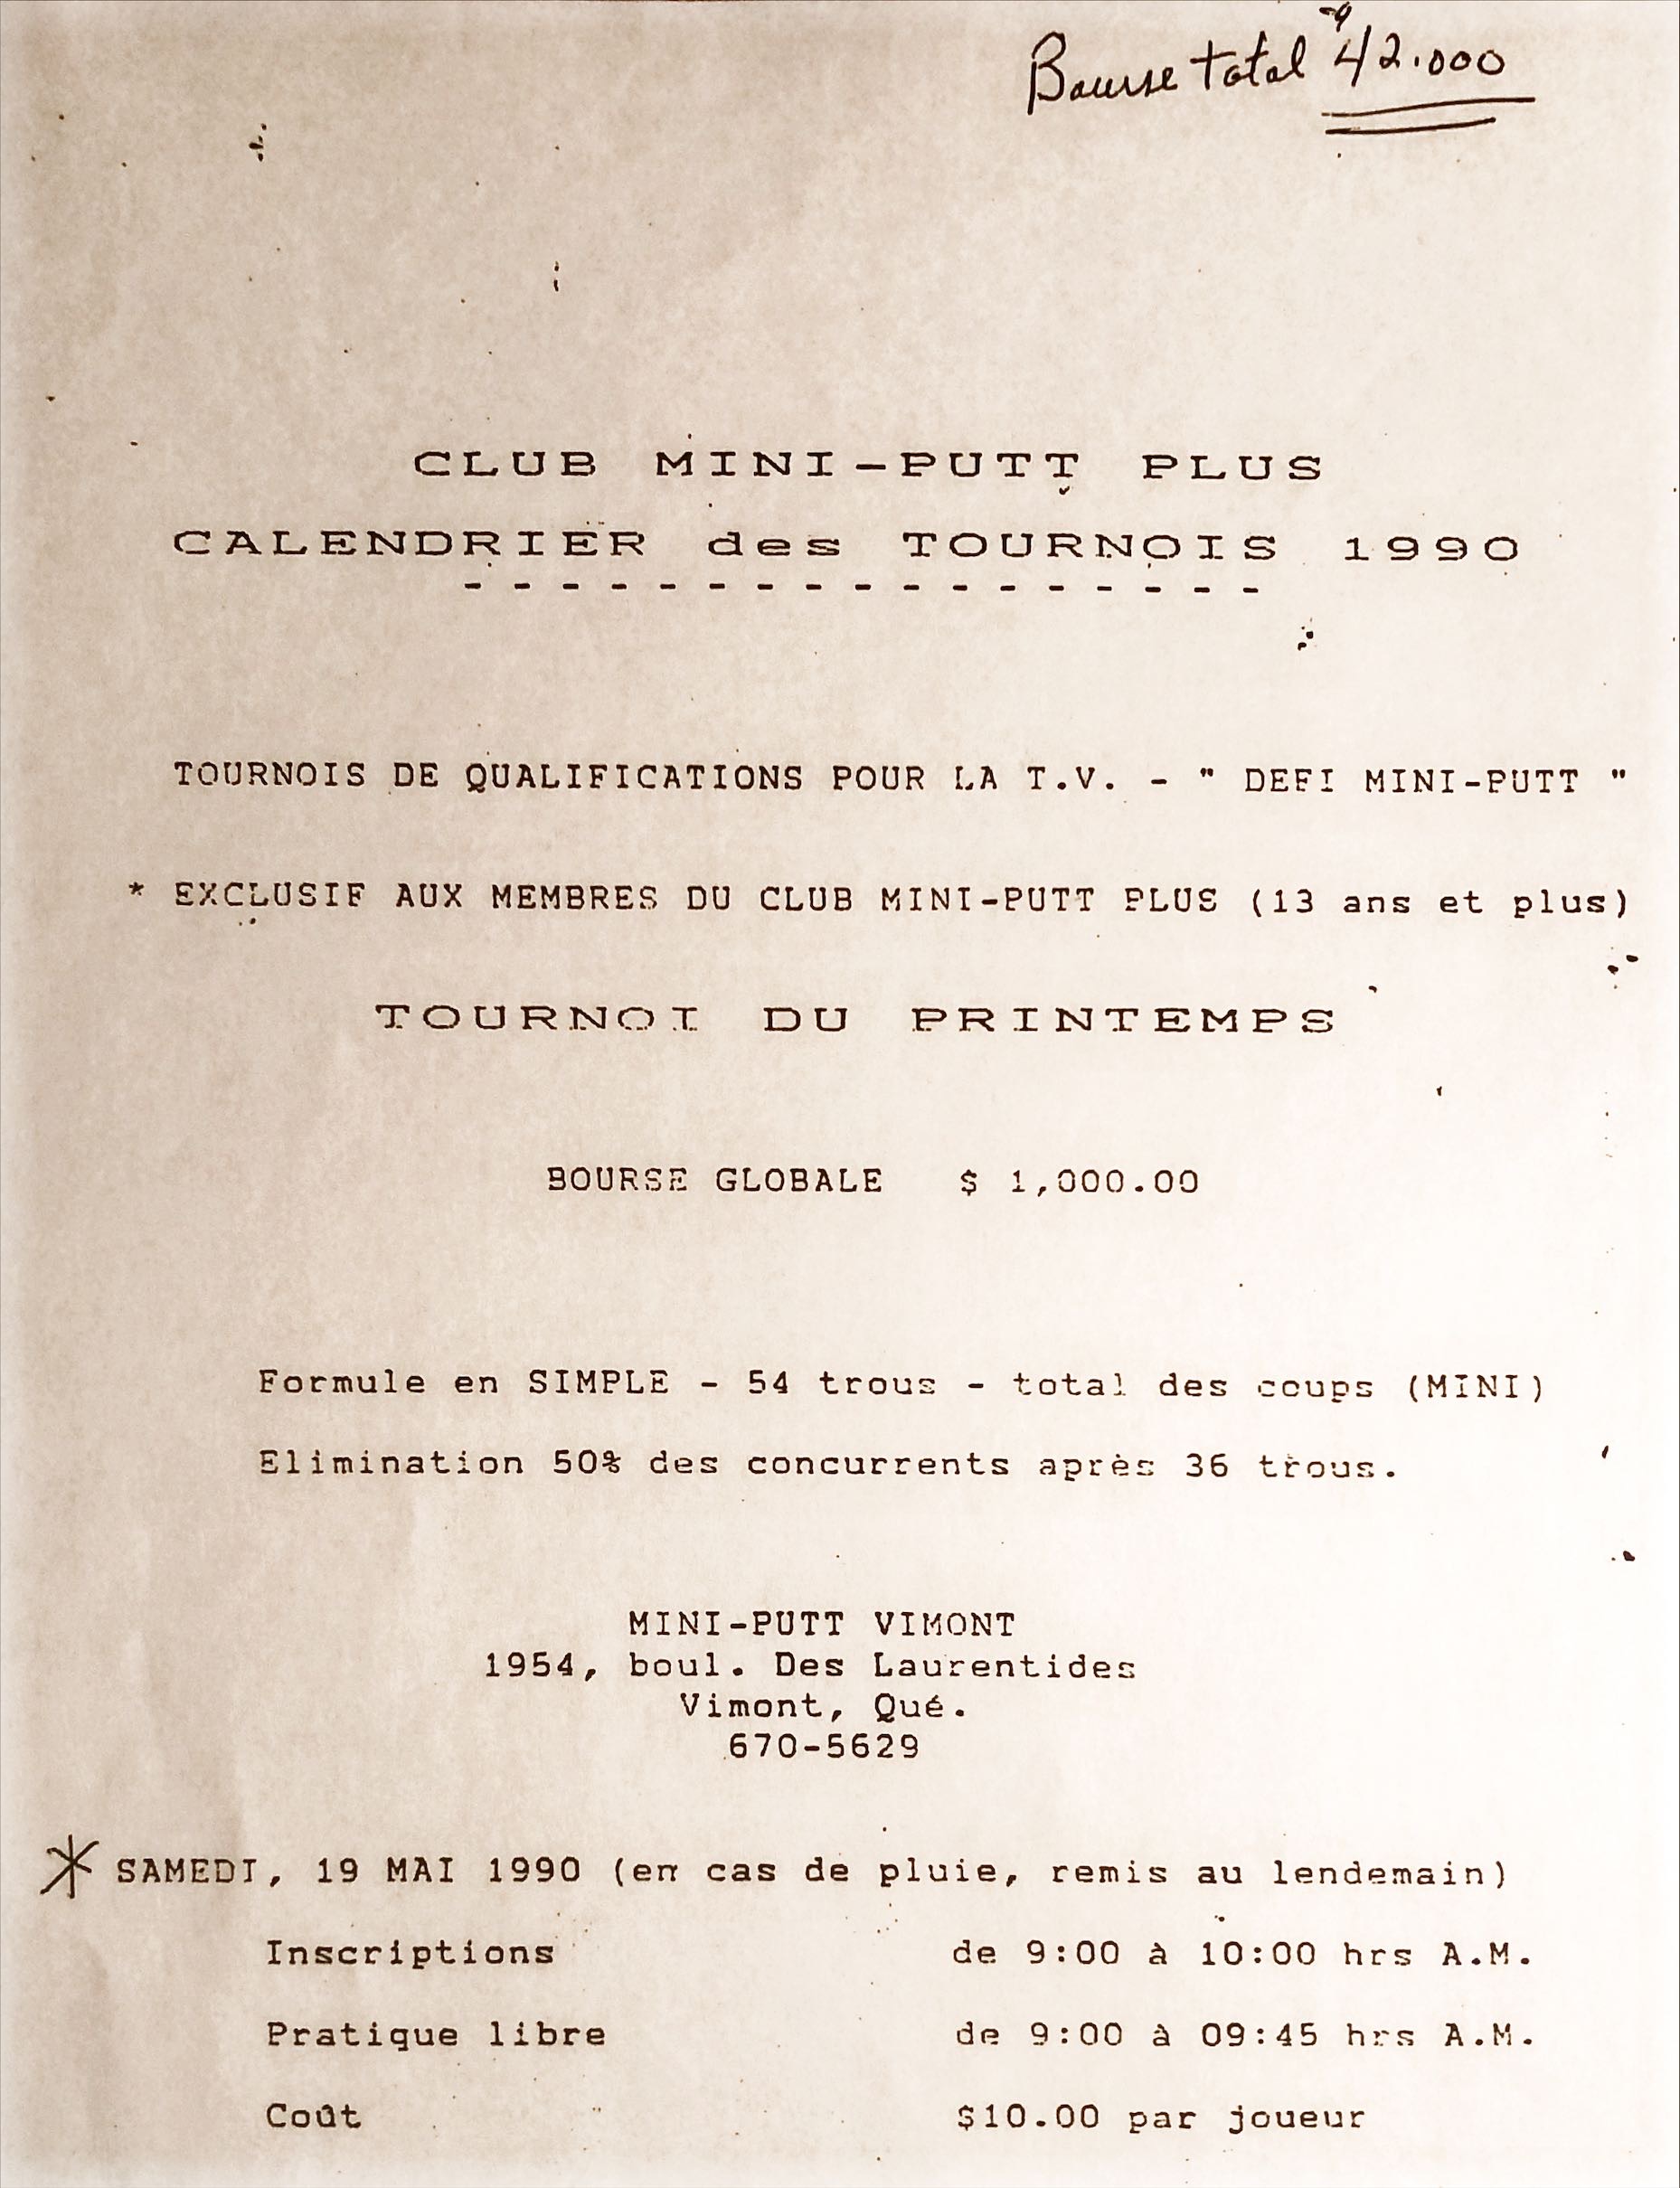 Bourse total $42.000
CLUB MINI-PUTT PLUS
CALENDRIER des TOURNOIS 1990
- - - - - - - - - - - - - - - - -
TOURNOIS DE QUALIFICATIONS POUR LA T.V. - " DEFI MINI-PUTT "
* EXCLUSIF AUX MEMBRES DU CLUB MINI-PUTT PLUS (13 ans et plus)
TOURNOI DU PRINTEMPS
BOURSE GLOBALE $ 1,000.00
Formule en SIMPLE - 54 trous - total des coups (MINI)
Elimination 50% des concurrents après 36 trous.
MINI-PUTT VIMONT
1954, boul. Des Laurentides
Vimont, Qué.
670-5629
* SAMEDI, 19 MAI 1990 (en cas de pluie, remis au lendemain)
Inscriptions de 9:00 à 10:00 hrs A.M.
Pratique libre de 9:00 à 09:45 hrs A.M.
Coût $10.00 par joueur